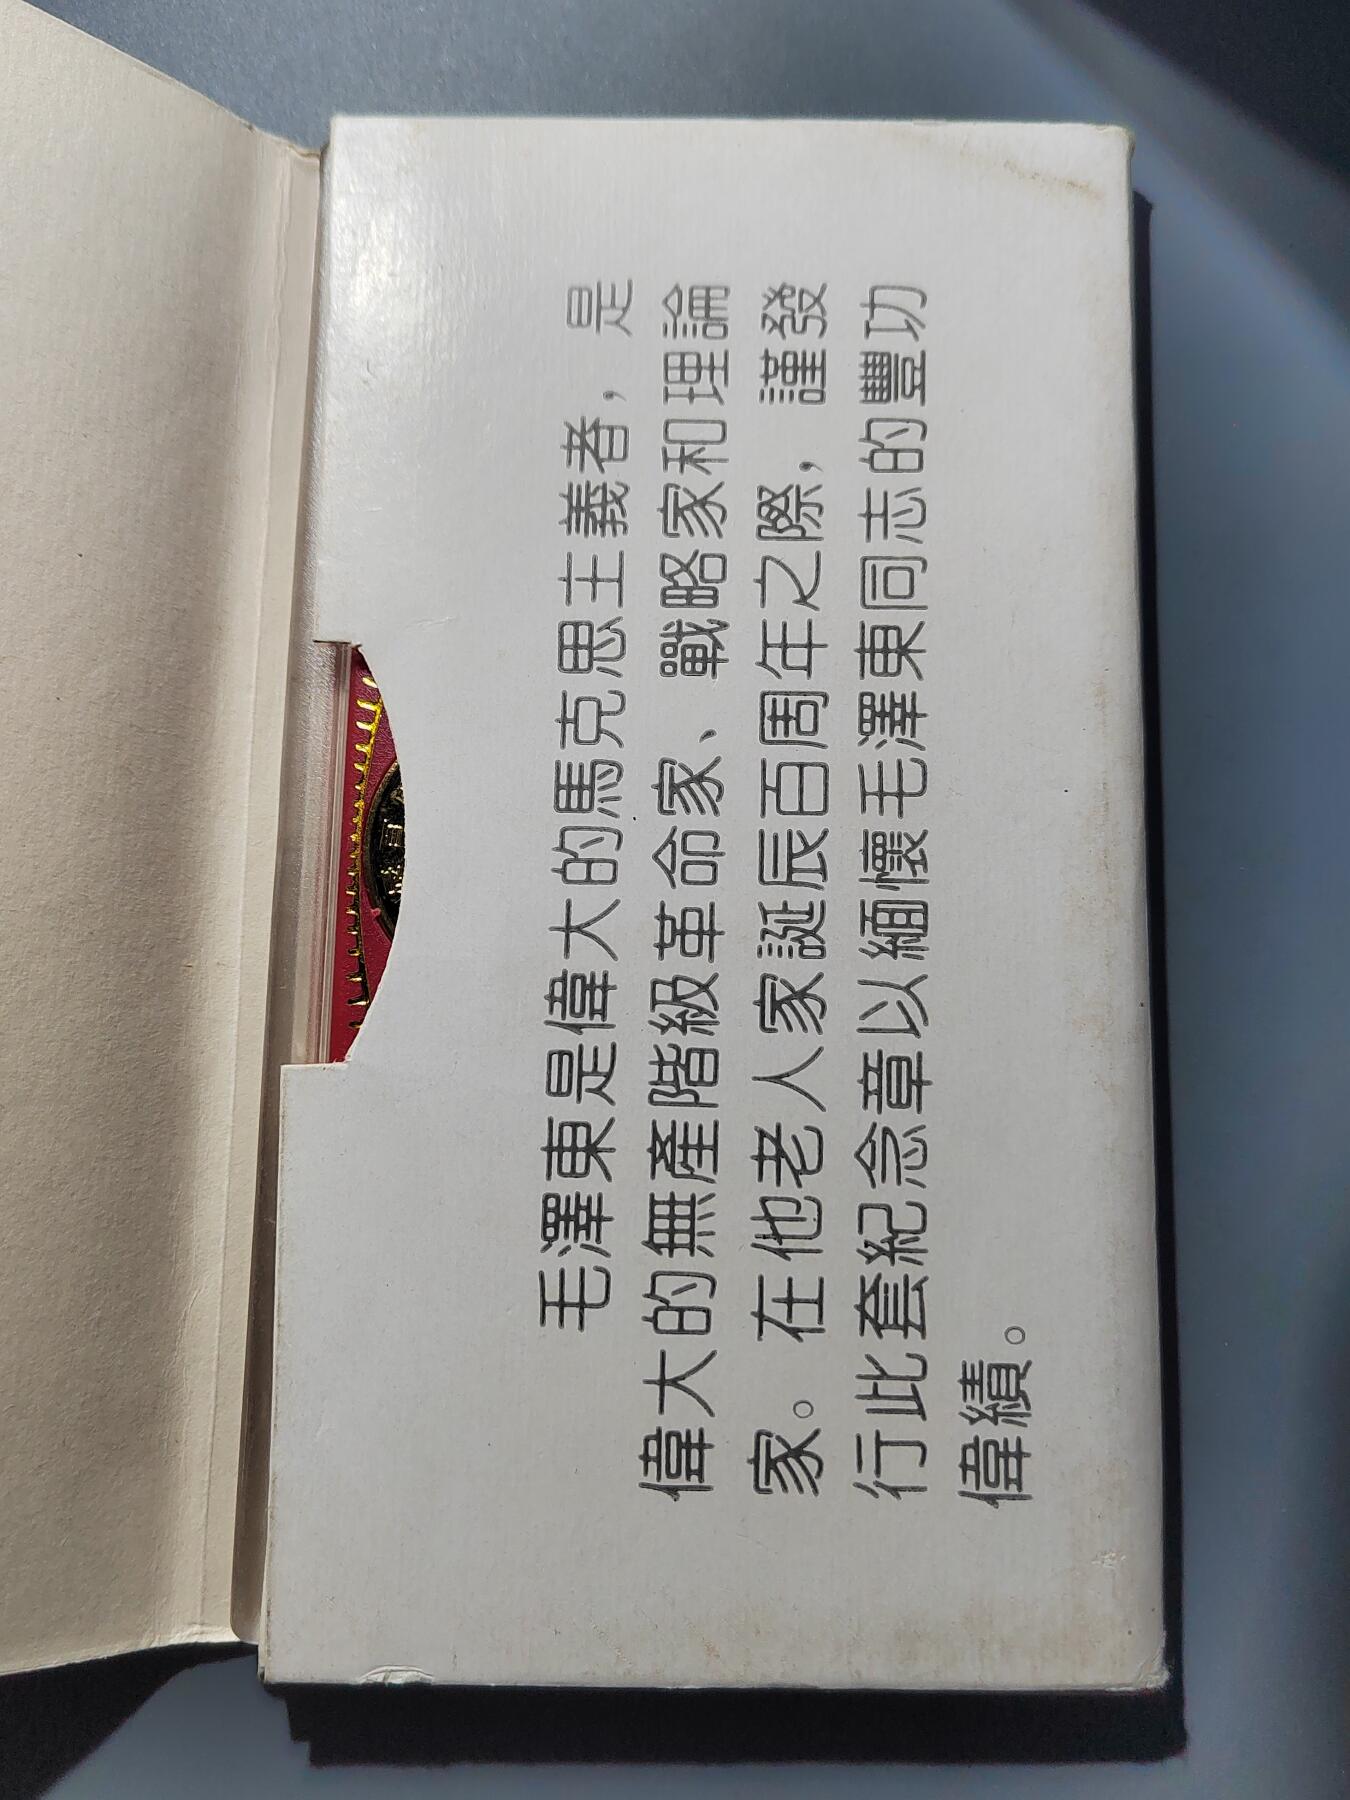 毛澤東是偉大的馬克思主義者，是
偉大的無產階級革命家、戰略家和理論
家。在他老人家誕辰百周年之際，謹發
行此套紀念章以緬懷毛澤東同志的豐功
偉績。